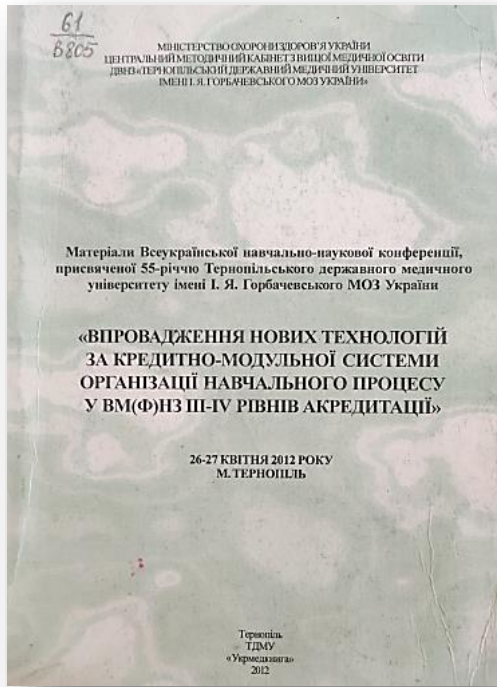 61
В805
МІНІСТЕРСТВО ОХОРОНИ ЗДОРОВ'Я УКРАЇНИ
ЦЕНТРАЛЬНИЙ МЕТОДИЧНИЙ КАБІНЕТ З ВИЩОЇ МЕДИЧНОЇ ОСВІТИ
ДВНЗ «ТЕРНОПІЛЬСЬКИЙ ДЕРЖАВНИЙ МЕДИЧНИЙ УНІВЕРСИТЕТ
ІМЕНІ І. Я. ГОРБАЧЕВСЬКОГО МОЗ УКРАЇНИ»
Матеріали Всеукраїнської навчально-наукової конференції,
присвяченої 55-річчю Тернопільського державного медичного
університету імені І. Я. Горбачевського МОЗ України
«ВПРОВАДЖЕННЯ НОВИХ ТЕХНОЛОГІЙ
ЗА КРЕДИТНО-МОДУЛЬНОЇ СИСТЕМИ
ОРГАНІЗАЦІЇ НАВЧАЛЬНОГО ПРОЦЕСУ
У ВМ(Ф)НЗ III-IV РІВНІВ АКРЕДИТАЦІЇ»
26-27 КВІТНЯ 2012 РОКУ
М. ТЕРНОПІЛЬ
Тернопіль
ТДМУ
«Укрмедкнига»
2012